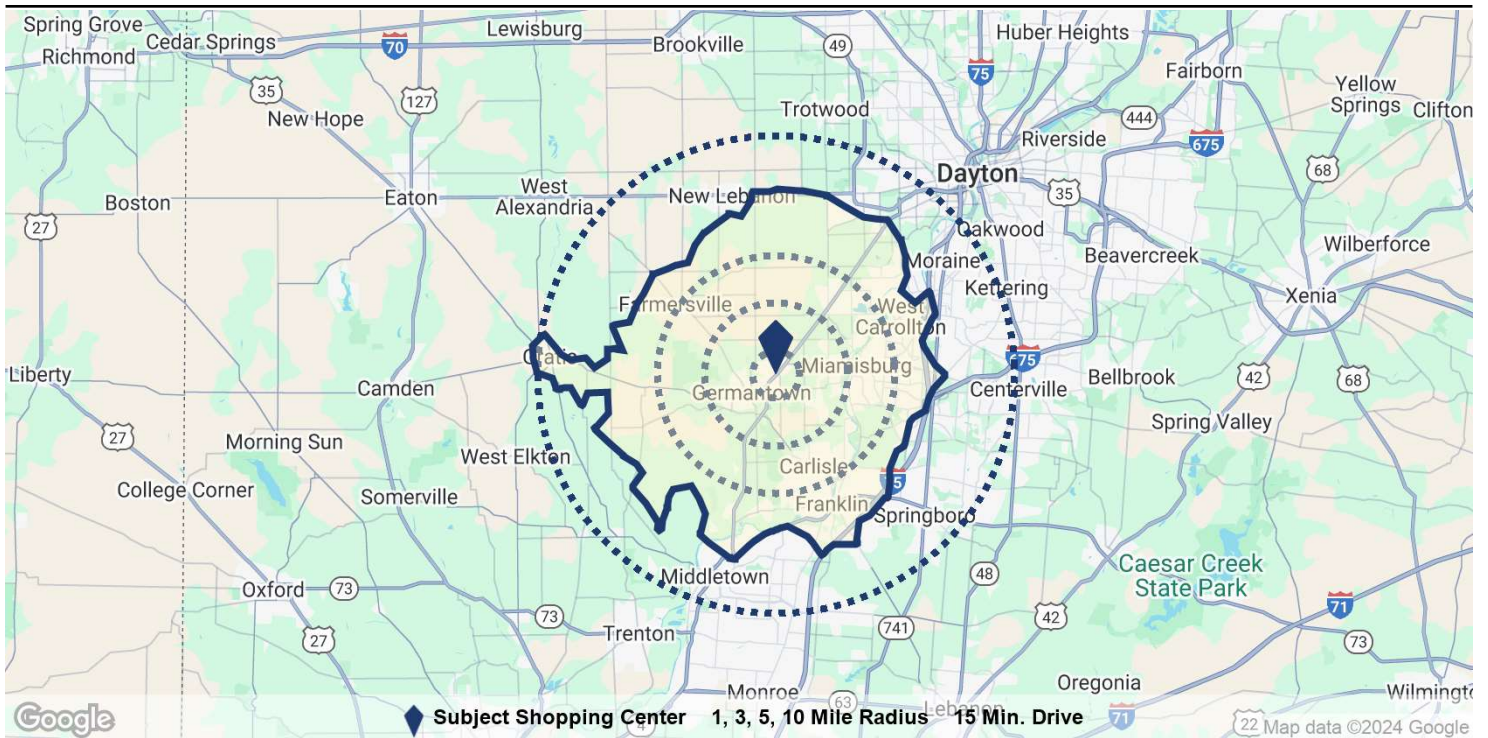 Spring Grove
Richmond
Cedar Springs
70
Lewisburg
Brookville
49
Huber Heights
75
Fairborn
Yellow
Springs
Clifton
35
127
New Hope
Trotwood
444
Riverside
675
Dayton
35
68
Boston
Eaton
West
Alexandria
New Lebanon
27
Oakwood
Beavercreek
Wilberforce
Moraine
Kettering
Xenia
Farmersville
West
Carrollton
Gratis
Miamisburg
675
Liberty
Camden
Germantown
Centerville
Bellbrook
42
68
27
Morning Sun
West Elkton
Spring Valley
College Corner
Somerville
Carlisle
Franklin
75
Springboro
Middletown
48
Caesar Creek
State Park
Oxford
73
71
27
73
741
42
73
Trenton
Monroe
63
Lebanon
Oregonia
Wilmingto
Google
Subject Shopping Center 1, 3, 5, 10 Mile Radius 15 Min. Drive
4
71
22
Map data ©2024 Google